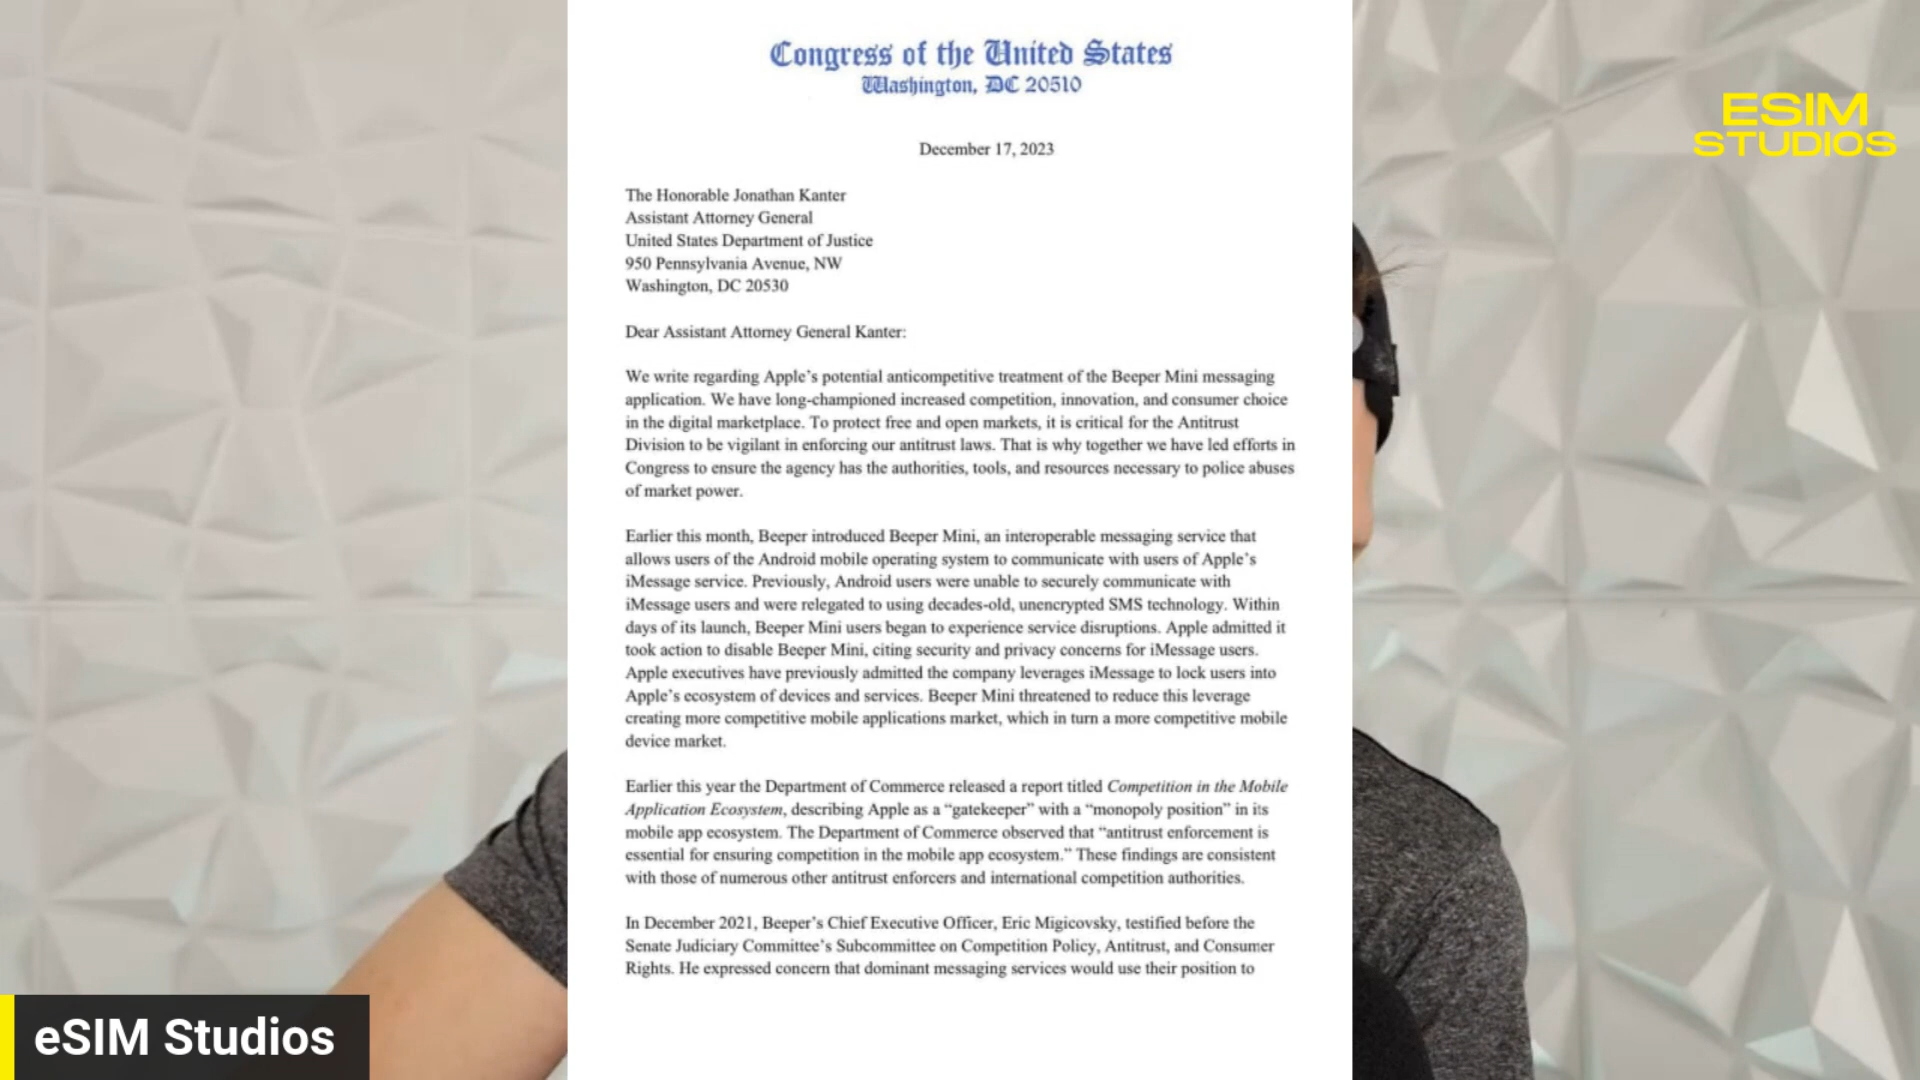 Congress of the United States
Washington, DC 20510
December 17, 2023
ESIM
STUDIOS
The Honorable Jonathan Kanter
Assistant Attorney General
United States Department of Justice
950 Pennsylvania Avenue, NW
Washington, DC 20530
Dear Assistant Attorney General Kanter:
We write regarding Apple's potential anticompetitive treatment of the Beeper Mini messaging
application. We have long-championed increased competition, innovation, and consumer choice
in the digital marketplace. To protect free and open markets, it is critical for the Antitrust
Division to be vigilant in enforcing our antitrust laws. That is why together we have led efforts in
Congress to ensure the agency has the authorities, tools, and resources necessary to police abuses
of market power.
Earlier this month, Beeper introduced Beeper Mini, an interoperable messaging service that
allows users of the Android mobile operating system to communicate with users of Apple's
iMessage service. Previously, Android users were unable to securely communicate with
iMessage users and were relegated to using decades-old, unencrypted SMS technology. Within
days of its launch, Beeper Mini users began to experience service disruptions. Apple admitted it
took action to disable Beeper Mini, citing security and privacy concerns for iMessage users.
Apple executives have previously admitted the company leverages iMessage to lock users into
Apple's ecosystem of devices and services. Beeper Mini threatened to reduce this leverage
creating more competitive mobile applications market, which in turn a more competitive mobile
device market.
Earlier this year the Department of Commerce released a report titled Competition in the Mobile
Application Ecosystem, describing Apple as a “gatekeeper” with a “monopoly position” in its
mobile app ecosystem. The Department of Commerce observed that “antitrust enforcement is
essential for ensuring competition in the mobile app ecosystem.” These findings are consistent
with those of numerous other antitrust enforcers and international competition authorities.
In December 2021, Beeper's Chief Executive Officer, Eric Migicovsky, testified before the
Senate Judiciary Committee's Subcommittee on Competition Policy, Antitrust, and Consumer
Rights. He expressed concern that dominant messaging services would use their position to
eSIM Studios